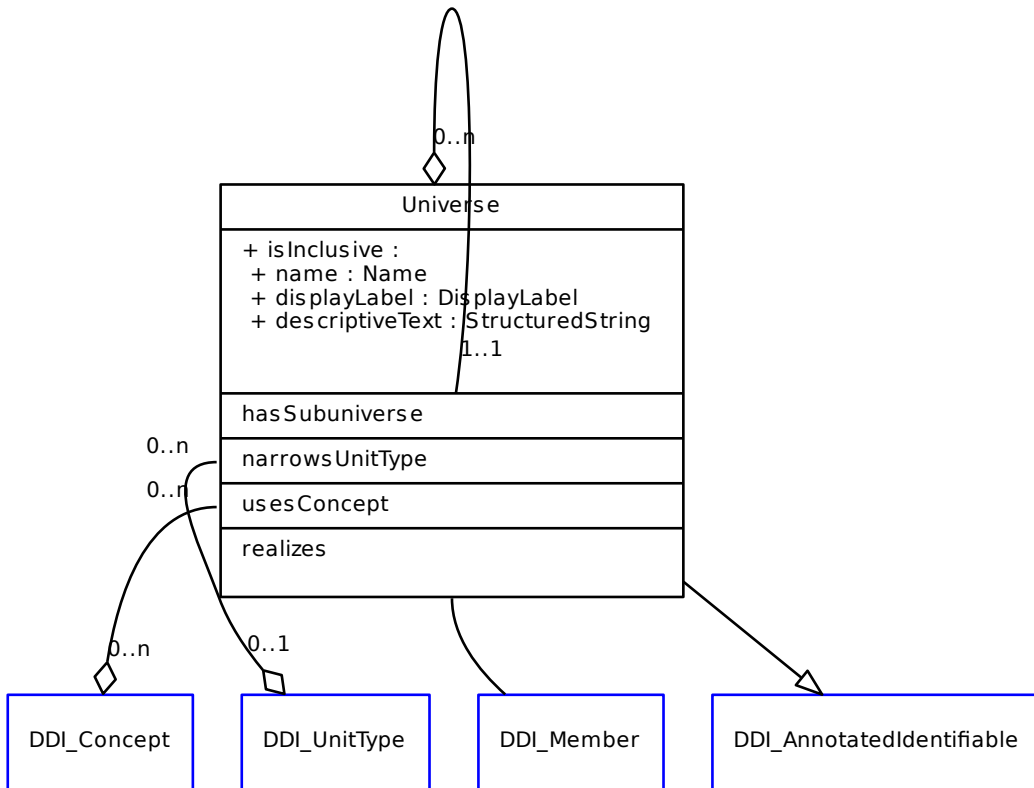 0..n
Universe
+ isInclusive :
+ name : Name
+ displayLabel : DisplayLabel
+ descriptiveText : StructuredString
1..1
hasSubuniverse
0..n
narrowsUnitType
0..n
usesConcept
realizes
0..n
0..1
DDI_Concept
DDI_UnitType
DDI_Member
DDI_AnnotatedIdentifiable